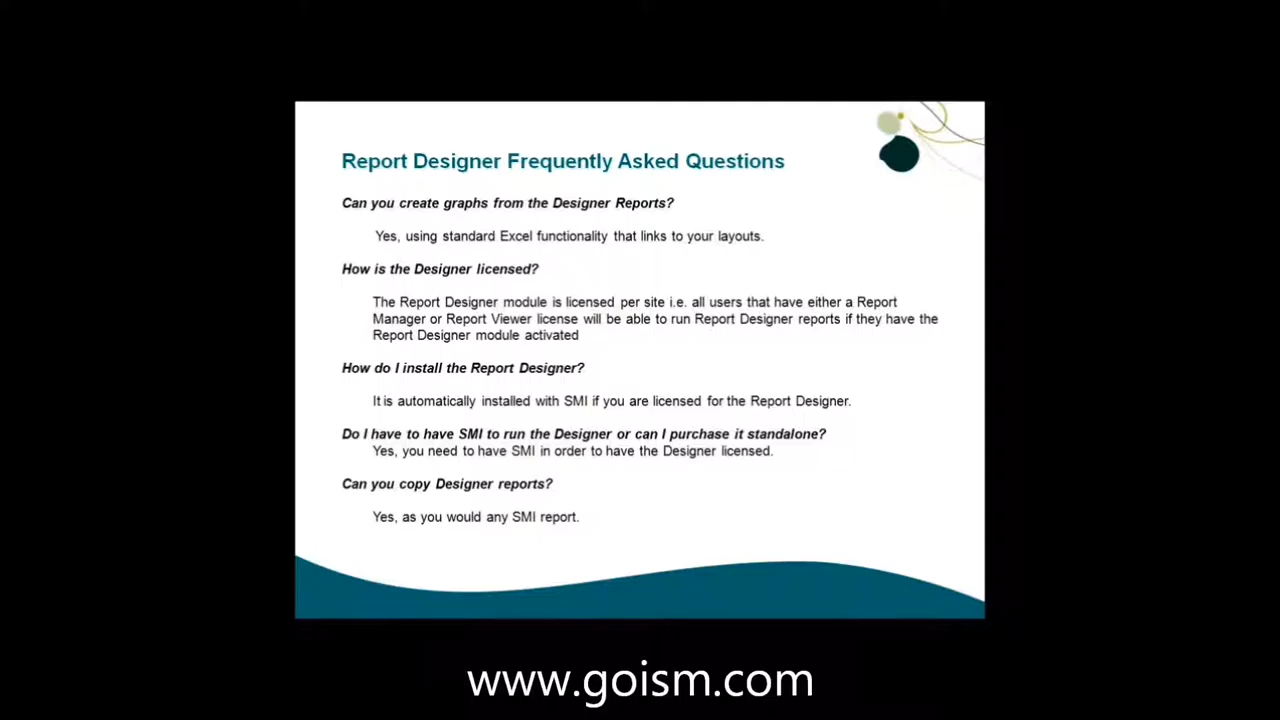 Report Designer Frequently Asked Questions
Can you create graphs from the Designer Reports?
Yes, using standard Excel functionality that links to your layouts.
How is the Designer licensed?
The Report Designer module is licensed per site i.e. all users that have either a Report
Manager or Report Viewer license will be able to run Report Designer reports if they have the
Report Designer module activated
How do I install the Report Designer?
It is automatically installed with SMI if you are licensed for the Report Designer.
Do I have to have SMI to run the Designer or can I purchase it standalone?
Yes, you need to have SMI in order to have the Designer licensed.
Can you copy Designer reports?
Yes, as you would any SMI report.
www.goism.com